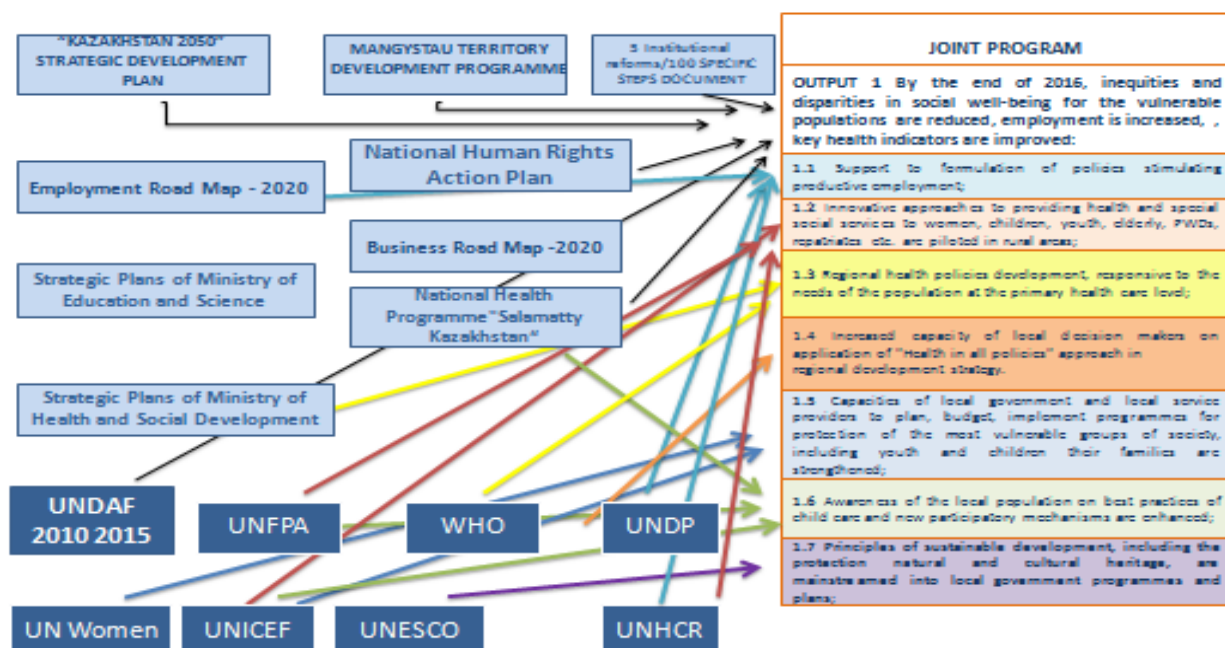 "KAZAKHSTAN 2050"
STRATEGIC DEVELOPMENT
PLAN
MANGYSTAU TERRITORY
DEVELOPMENT PROGRAMME
5 Institutional
reforms/100 SPECIFIC
STEPS DOCUMENT
Employment Road Map - 2020
National Human Rights
Action Plan
Business Road Map -2020
Strategic Plans of Ministry of
Education and Science
National Health
Programme"Salamatty
Kazakhstan"
Strategic Plans of Ministry of
Health and Social Development
UNDAF
2010 2015
UNFPA
WHO
UNDP
UN Women
UNICEF
UNESCO
UNHCR
JOINT PROGRAM
OUTPUT 1 By the end of 2016, inequities and
disparities in social well-being for the vulnerable
populations are reduced, employment is increased, ,
key health indicators are improved:
1.1 Support to formulation of policies stimulating
productive employment;
1.2 Innovative approaches to providing health and special
social services to women, children, youth, elderly, PWDs,
repatriates etc. are piloted in rural areas;
1.3 Regional health policies development, responsive to the
needs of the population at the primary health care level;
1.4 Increased capacity of local decision makers on
application of "Health in all policies" approach in
regional development strategy.
1.5 Capacities of local government and local service
providers to plan, budget, implement programmes for
protection of the most vulnerable groups of society,
including youth and children their families are
strengthened;
1.6 Awareness of the local population on best practices of
child care and new participatory mechanisms are enhanced;
1.7 Principles of sustainable development, including the
protection natural and cultural heritage, are
mainstreamed into local government programmes and
plans;